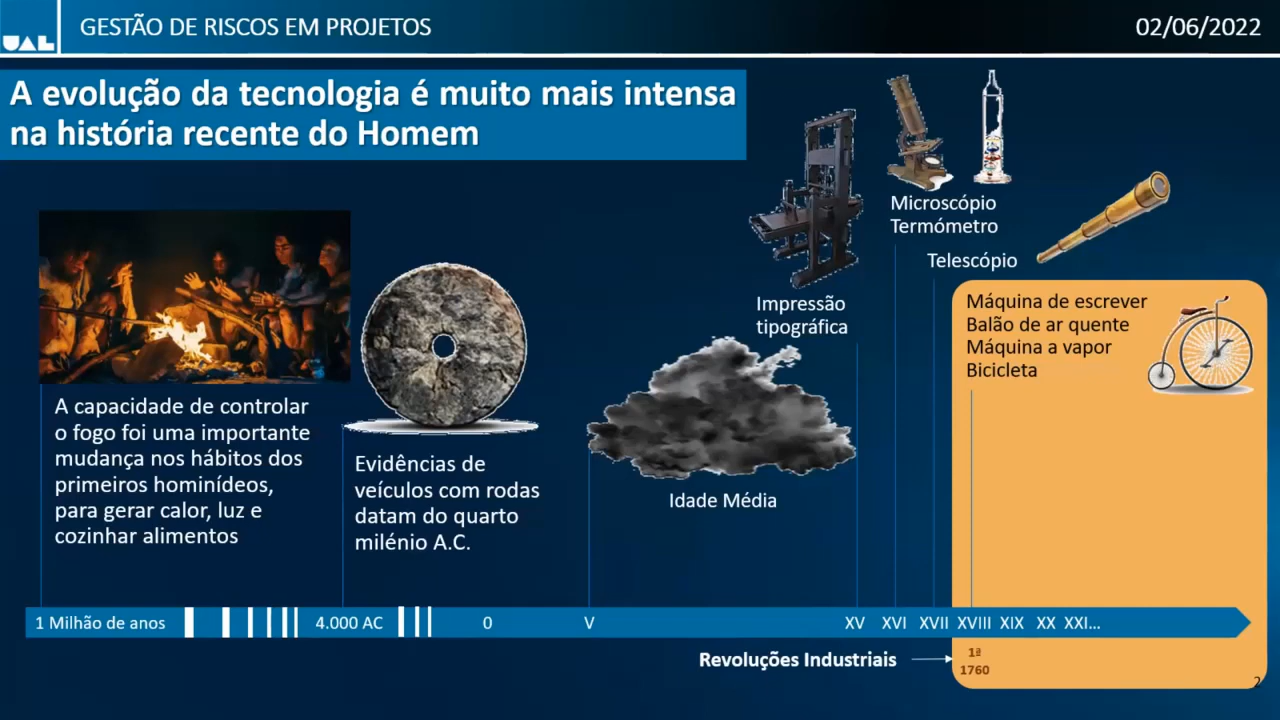 UAL
GESTÃO DE RISCOS EM PROJETOS
02/06/2022
A evolução da tecnologia é muito mais intensa
na história recente do Homem
Microscópio
Termómetro
Telescópio
Impressão
tipográfica
Máquina de escrever
Balão de ar quente
Máquina a vapor
Bicicleta
A capacidade de controlar
o fogo foi uma importante
mudança nos hábitos dos
primeiros hominídeos,
para gerar calor, luz e
cozinhar alimentos
Evidências de
veículos com rodas
datam do quarto
milénio A.C.
Idade Média
1 Milhão de anos 4.000 AC 0 V XV XVI XVII XVIII XIX XX XXI...
Revoluções Industriais
1ª
1760
2